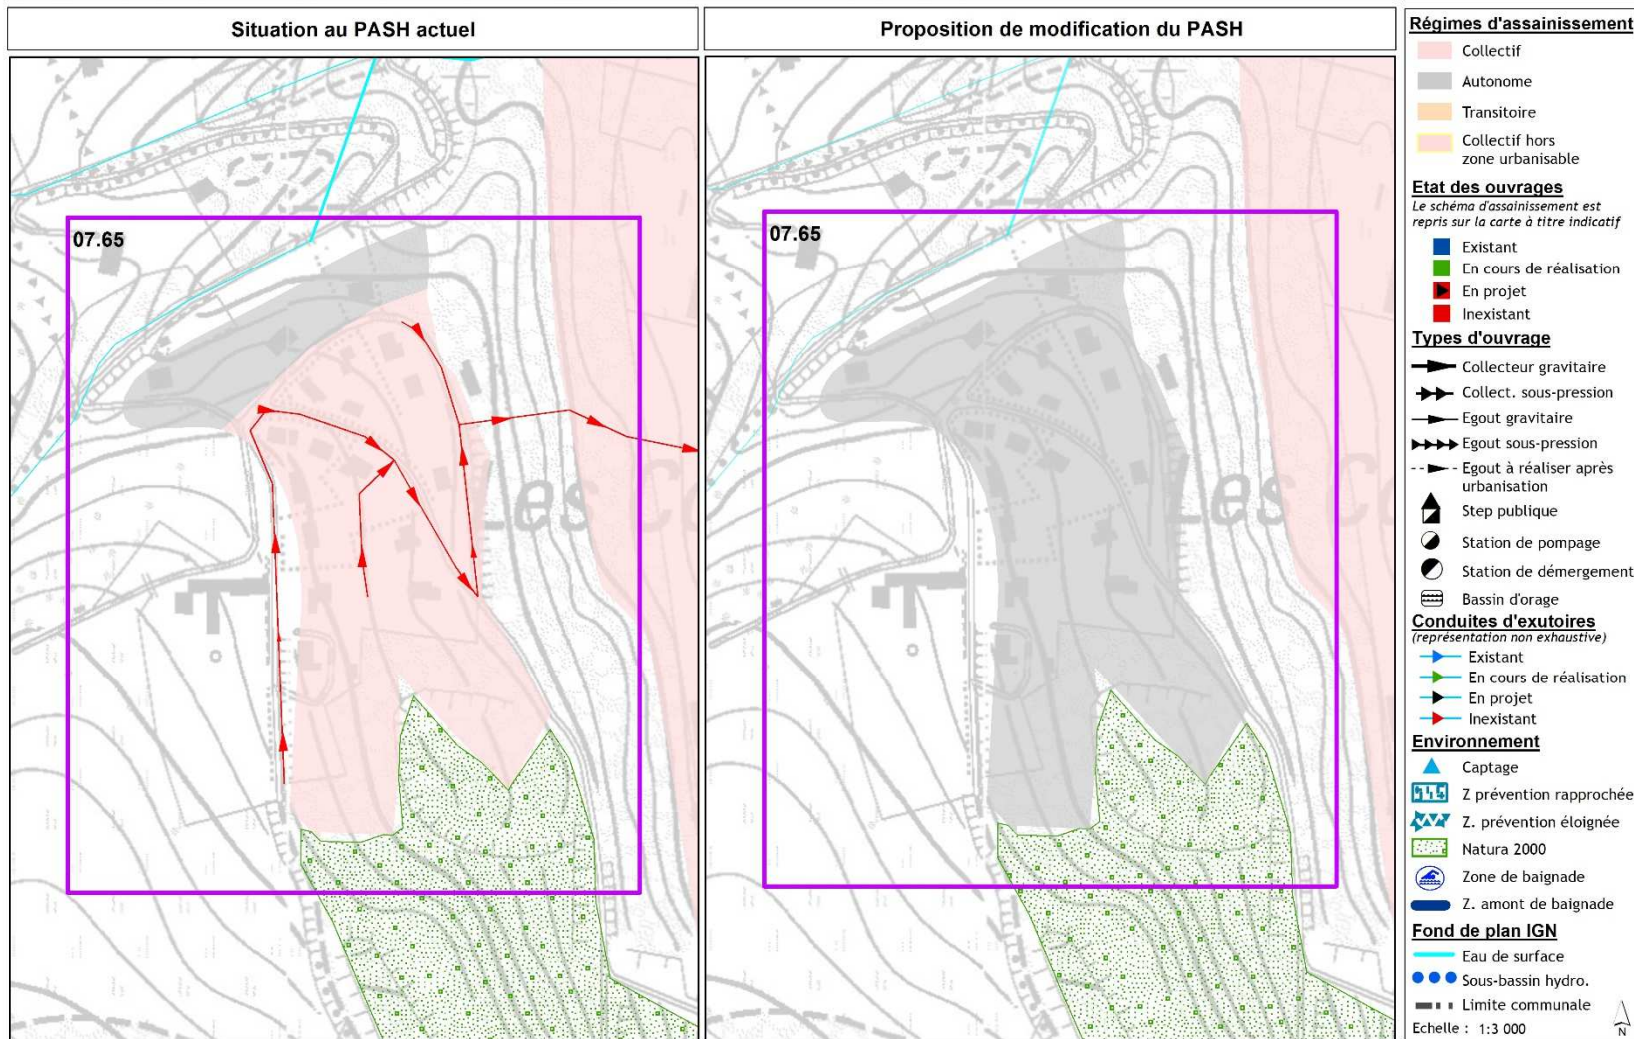 Situation au PASH actuel
Proposition de modification du PASH
07.65
07.65
Les Co
Les Co
Régimes d'assainissement
Collectif
Autonome
Transitoire
Collectif hors
zone urbanisable
Etat des ouvrages
Le schéma d'assainissement est
repris sur la carte à titre indicatif
Existant
En cours de réalisation
En projet
Inexistant
Types d'ouvrage
Collecteur gravitaire
Collect. sous-pression
Egout gravitaire
Egout sous-pression
Egout à réaliser après
urbanisation
Step publique
Station de pompage
Station de démergement
Bassin d'orage
Conduites d'exutoires
(représentation non exhaustive)
Existant
En cours de réalisation
En projet
Inexistant
Environnement
Captage
Z prévention rapprochée
Z. prévention éloignée
Natura 2000
Zone de baignade
Z. amont de baignade
Fond de plan IGN
Eau de surface
Sous-bassin hydro.
Limite communale
Echelle : 1:3 000
N